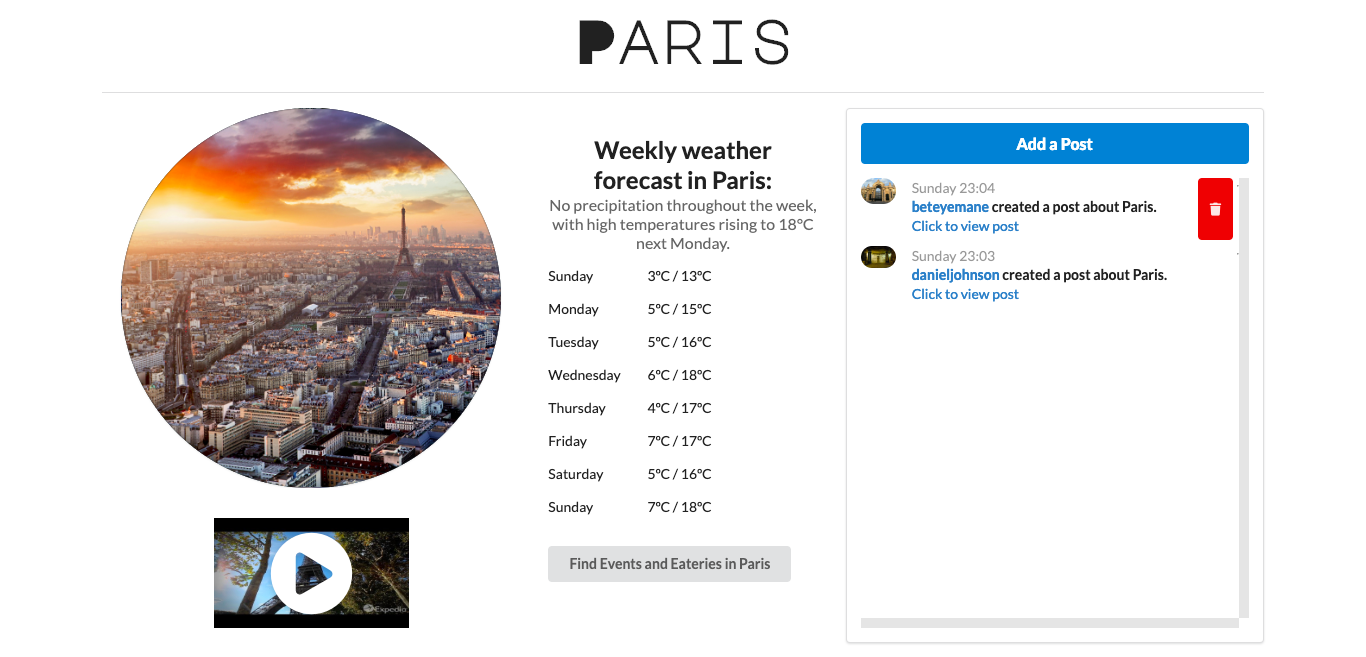 PARIS
Weekly weather
forecast in Paris:
No precipitation throughout the week,
with high temperatures rising to 18°C
next Monday.
Sunday 3°C / 13°C
Monday 5°C / 15°C
Tuesday 5°C / 16°C
Wednesday 6°C / 18°C
Thursday 4°C / 17°C
Friday 7°C / 17°C
Saturday 5°C / 16°C
Sunday 7°C / 18°C
Find Events and Eateries in Paris
Expedia
Add a Post
Sunday 23:04
beteyemane created a post about Paris.
Click to view post
Sunday 23:03
danieljohnson created a post about Paris.
Click to view post